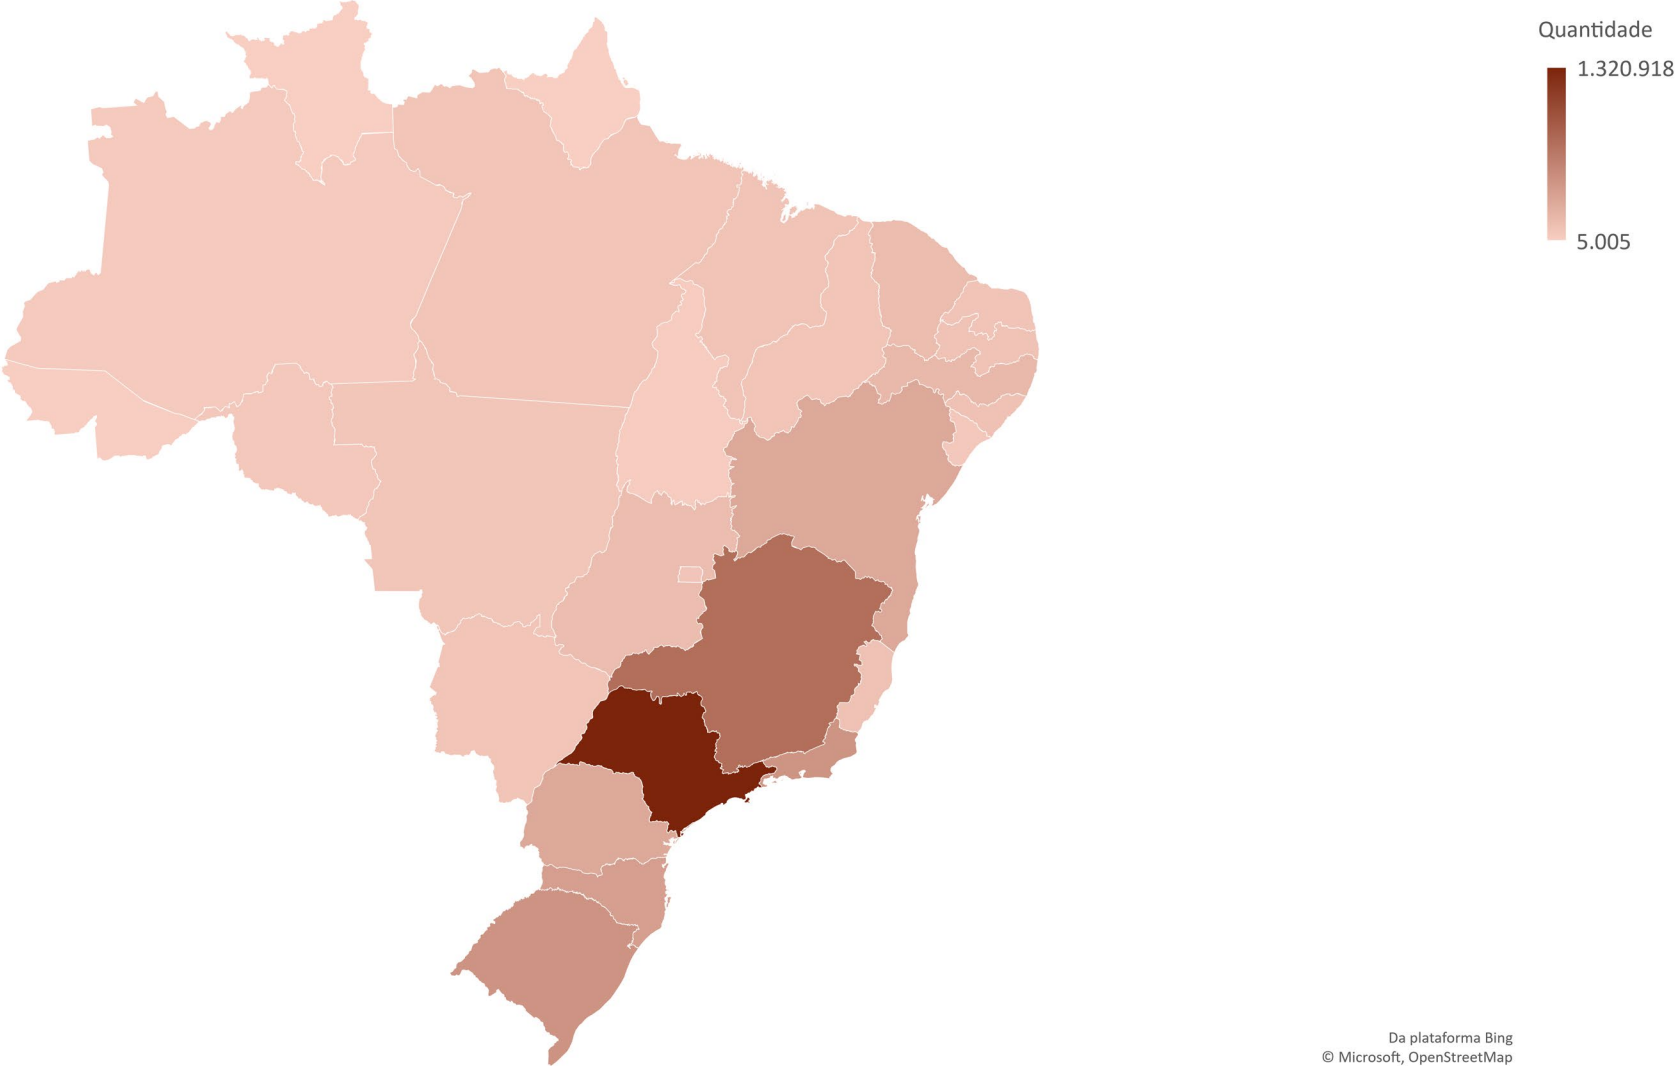 Quantidade
1.320.918
5.005
Da plataforma Bing
© Microsoft, OpenStreetMap